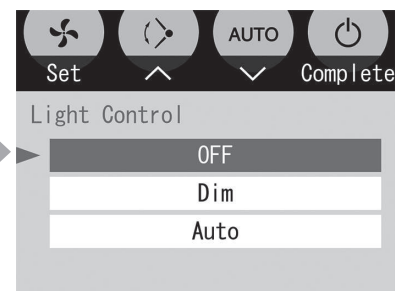 AUTO
Set Complete
Light Control
OFF
Dim
Auto